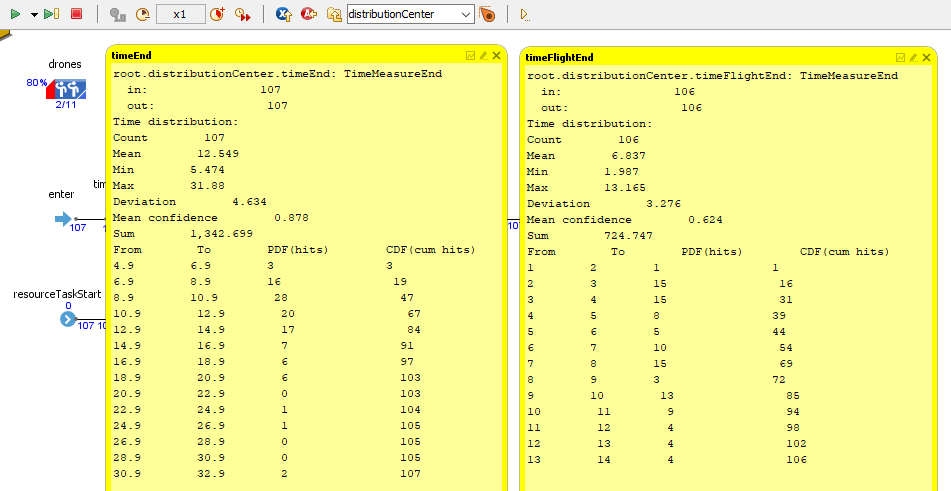 x1
distributionCenter
drones
80%
2/11
enter
tim
107
1
resourceTaskStart
0
107 10
timeEnd
root.distributionCenter.timeEnd: TimeMeasureEnd
in: 107
out: 107
Time distribution:
Count 107
Mean 12.549
Min 5.474
Max 31.88
Deviation 4.634
Mean confidence 0.878
Sum 1,342.699
From To PDF(hits) CDF(cum hits)
4.9 6.9 3 3
6.9 8.9 16 19
8.9 10.9 28 47
10.9 12.9 20 67
12.9 14.9 17 84
14.9 16.9 7 91
16.9 18.9 6 97
18.9 20.9 6 103
20.9 22.9 0 103
22.9 24.9 1 104
24.9 26.9 1 105
26.9 28.9 0 105
28.9 30.9 0 105
30.9 32.9 2 107
10
timeFlightEnd
root.distributionCenter.timeFlightEnd: TimeMeasureEnd
in: 106
out: 106
Time distribution:
Count 106
Mean 6.837
Min 1.987
Max 13.165
Deviation 3.276
Mean confidence 0.624
Sum 724.747
From To PDF(hits) CDF(cum hits)
1 2 1 1
2 3 15 16
3 4 15 31
4 5 8 39
5 6 5 44
6 7 10 54
7 8 15 69
8 9 3 72
9 10 13 85
10 11 9 94
11 12 4 98
12 13 4 102
13 14 4 106